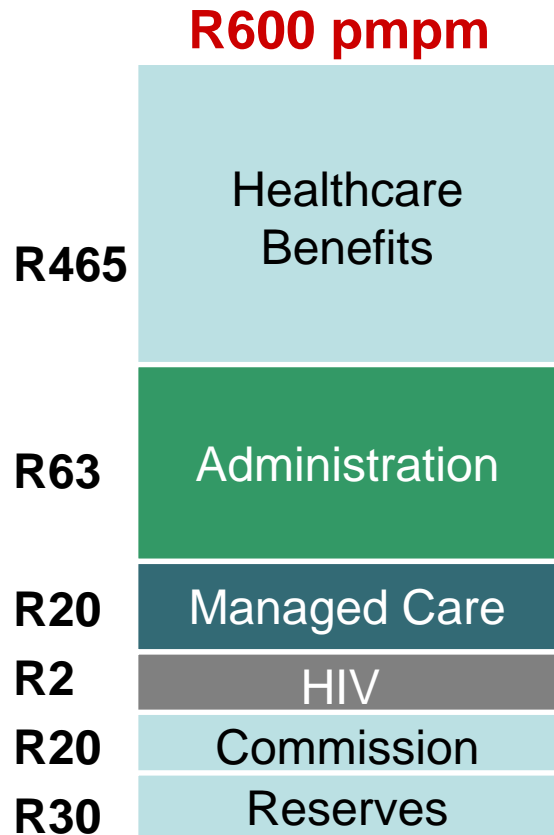 R600 pmpm
Healthcare
Benefits
R465
R63 Administration
R20 Managed Care
R2 HIV
R20 Commission
R30 Reserves